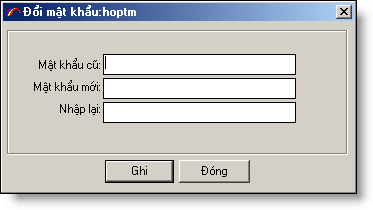 Đổi mật khẩu:hoptm
Mật khẩu cũ:
Mật khẩu mới:
Nhập lại:
Ghi Đóng